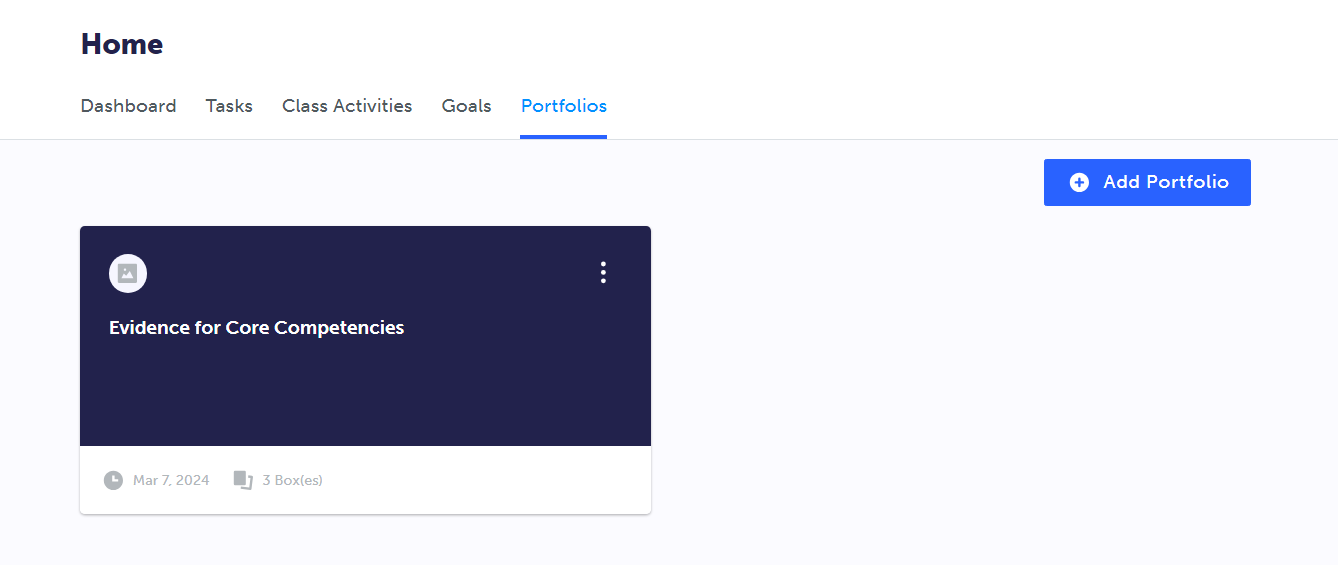 Home
Dashboard Tasks Class Activities Goals Portfolios
Add Portfolio
Evidence for Core Competencies
Mar 7, 2024 3 Box(es)